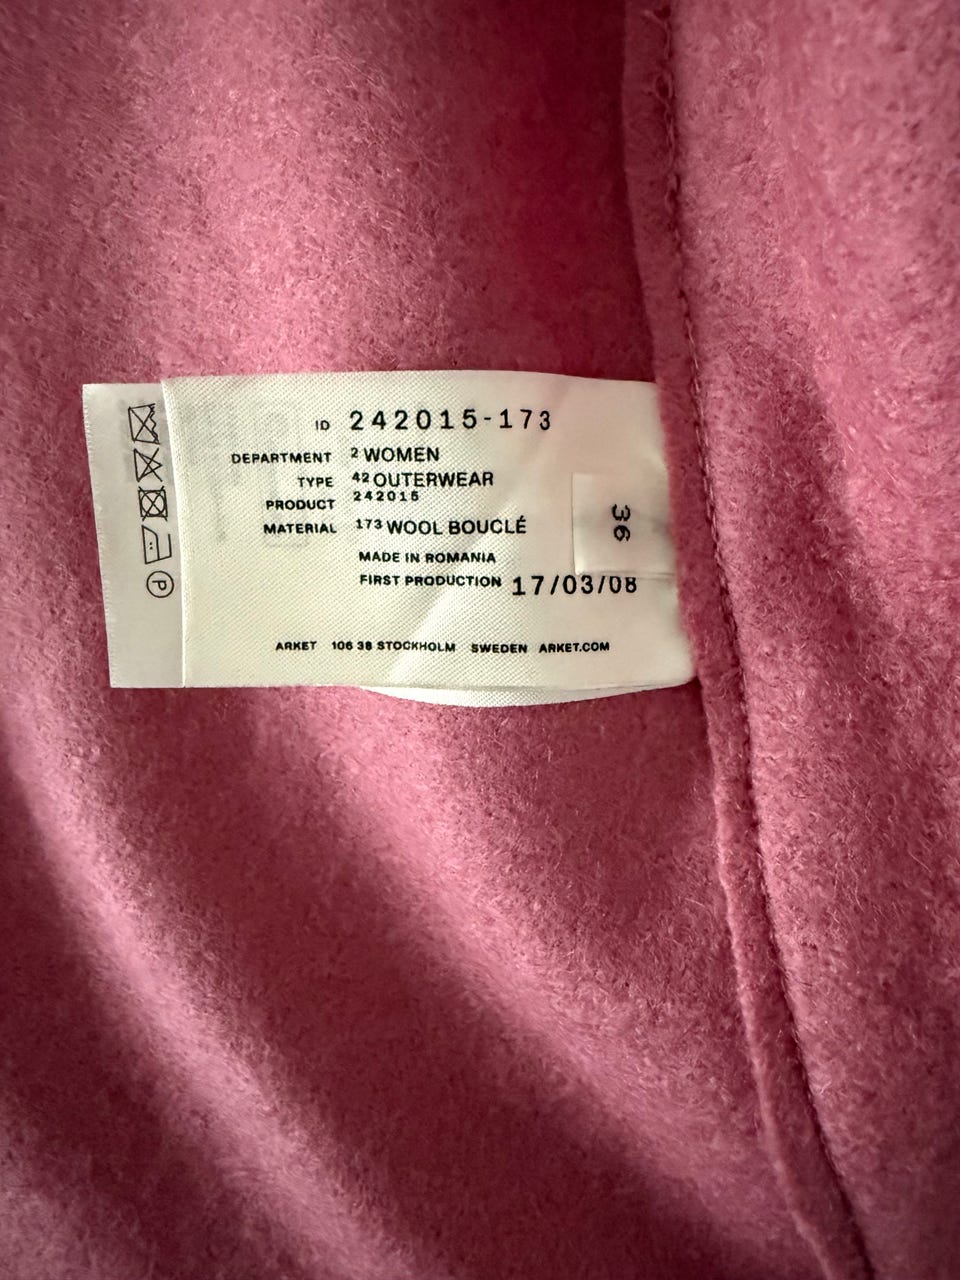 ID 242015-173
DEPARTMENT 2 WOMEN
TYPE 42 OUTERWEAR
PRODUCT 242015
MATERIAL 173 WOOL BOUCLÉ
MADE IN ROMANIA
FIRST PRODUCTION 17/03/08
ARKET 106 38 STOCKHOLM SWEDEN ARKET.COM
36
P